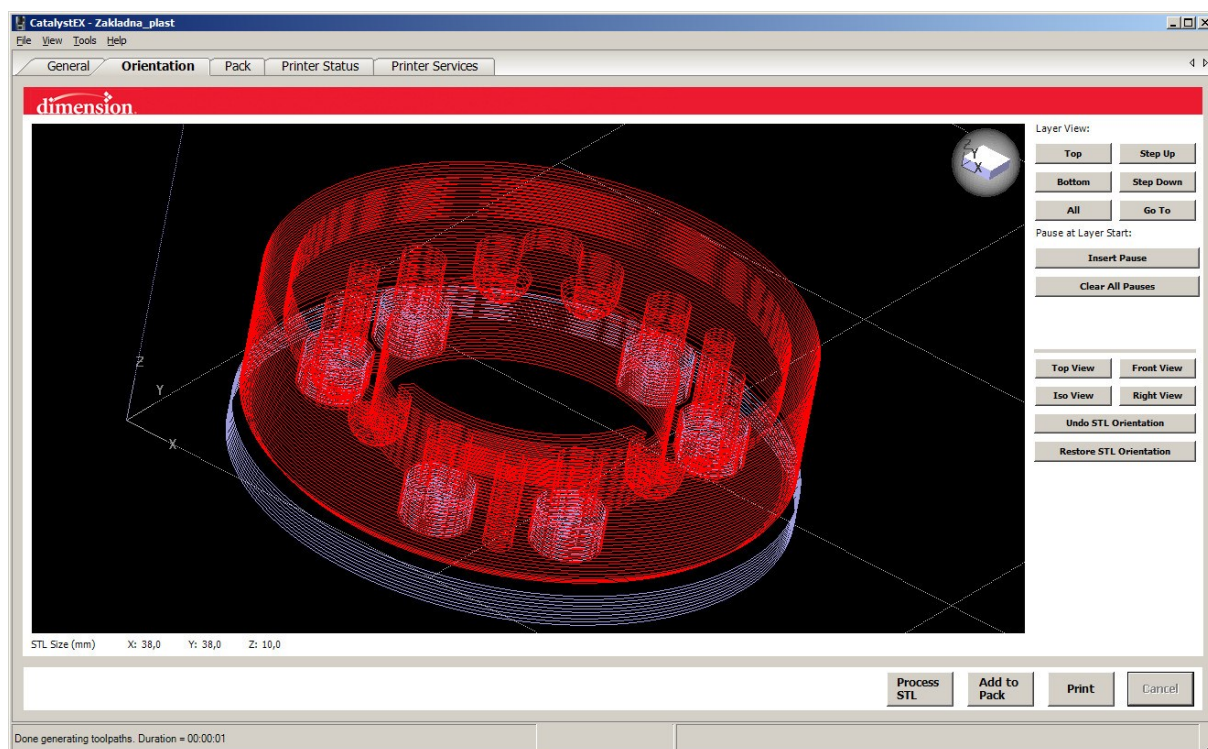 CatalystEX - Zakladna_plast
File View Tools Help
General Orientation Pack Printer Status Printer Services
dimension
Layer View:
Top Step Up
Bottom Step Down
All Go To
Pause at Layer Start:
Insert Pause
Clear All Pauses
Top View Front View
Iso View Right View
Undo STL Orientation
Restore STL Orientation
Z
Y
X
Z
Y
X
STL Size (mm) X: 38,0 Y: 38,0 Z: 10,0
Process STL
Add to Pack
Print
Cancel
Done generating toolpaths. Duration = 00:00:01